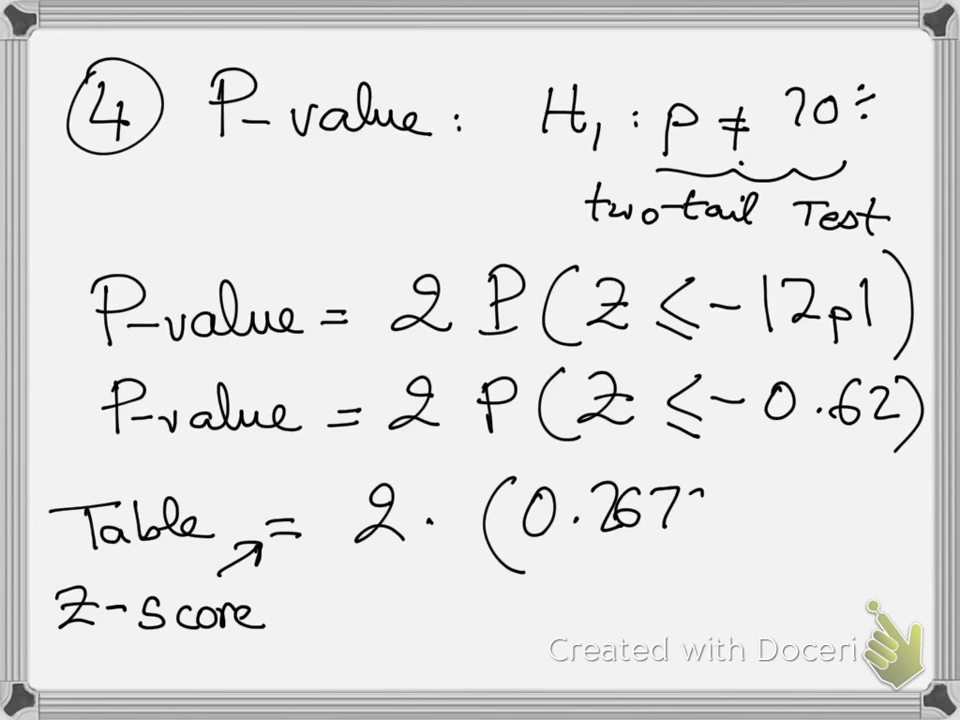 4 P-value: H₁: p ≠ 70%
two-tail Test
P-value = 2 P(Z ≤ -|Zp|)
P-value = 2 P(Z ≤ -0.62)
Table = 2. (0.267
Z-score
Created with Doceri